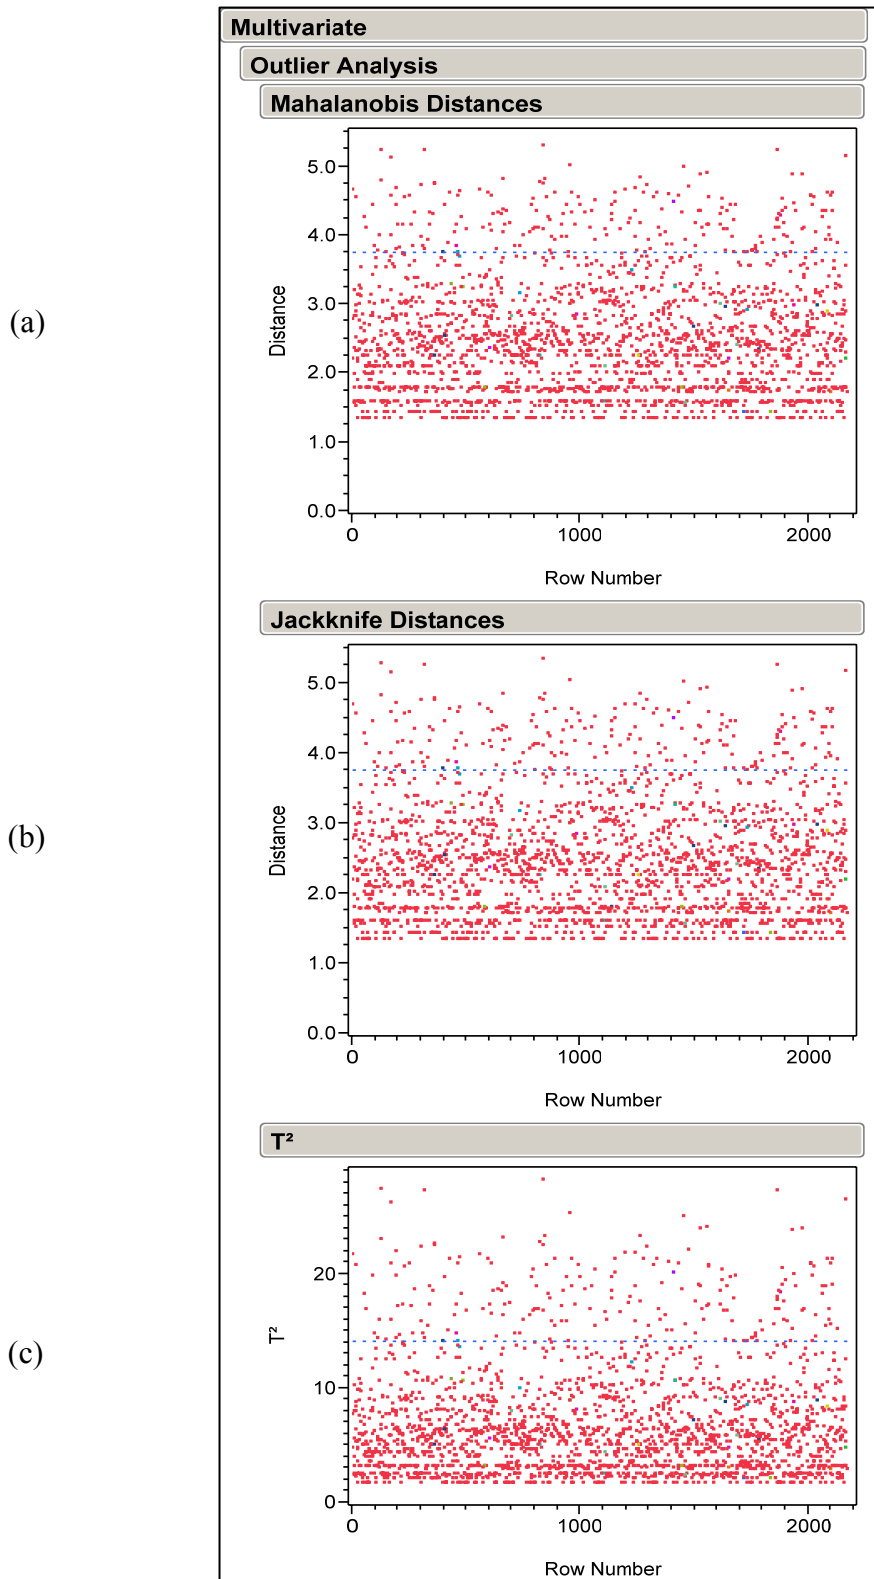 Multivariate
Outlier Analysis
Mahalanobis Distances
(a)
5.0
4.0
3.0
2.0
1.0
0.0
Distance
0 1000 2000
Row Number
Jackknife Distances
(b)
5.0
4.0
3.0
2.0
1.0
0.0
Distance
0 1000 2000
Row Number
T²
(c)
20
10
0
T²
0 1000 2000
Row Number